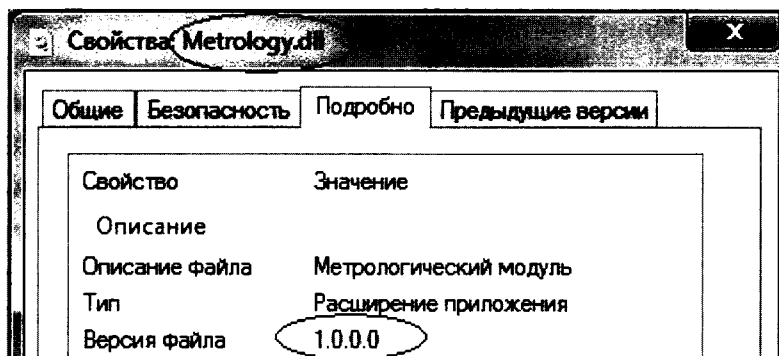 Свойства: Metrology.dll
Общие Безопасность Подробно Предыдущие версии
Свойство Значение
Описание
Описание файла Метрологический модуль
Тип Расширение приложения
Версия файла 1.0.0.0